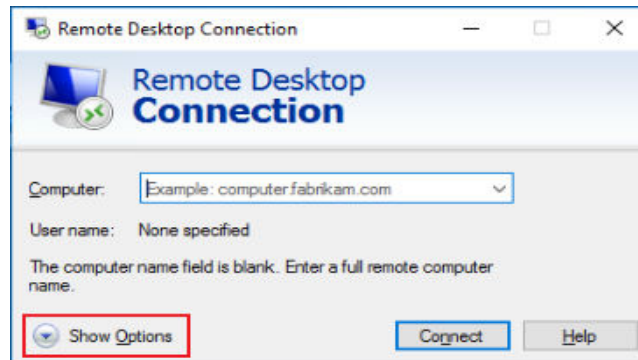 Remote Desktop Connection
Remote Desktop
Connection
Computer: Example: computer.fabrikam.com
User name: None specified
The computer name field is blank. Enter a full remote computer
name.
Show Options Connect Help